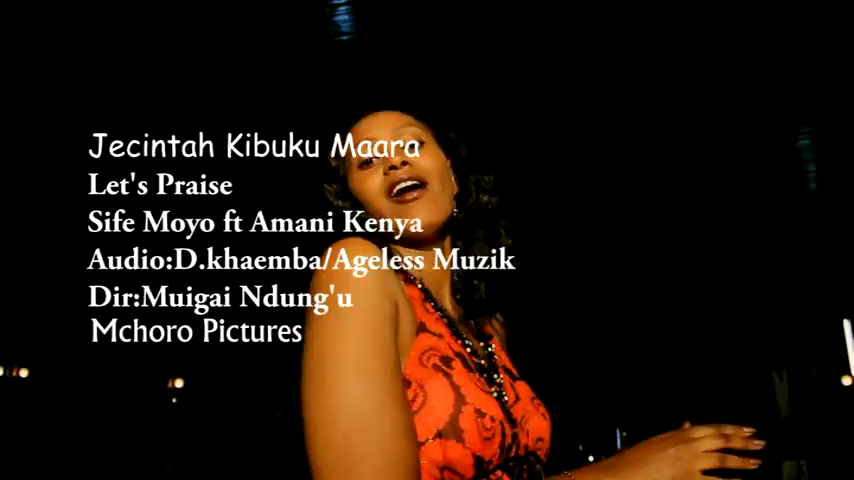 Jecintah Kibuku Maara
Let's Praise
Sife Moyo ft Amani Kenya
Audio:D.khaemba/Ageless Muzik
Dir:Muigai Ndung'u
Mchoro Pictures